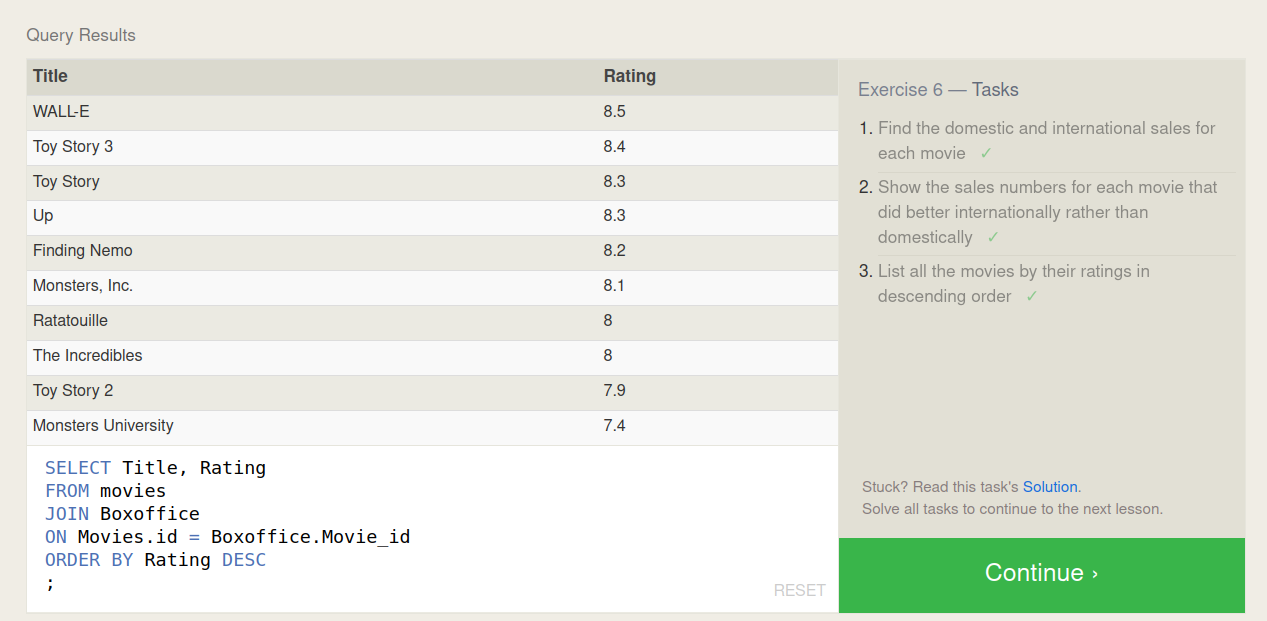 Query Results
Title Rating
WALL-E 8.5
Toy Story 3 8.4
Toy Story 8.3
Up 8.3
Finding Nemo 8.2
Monsters, Inc. 8.1
Ratatouille 8
The Incredibles 8
Toy Story 2 7.9
Monsters University 7.4
SELECT Title, Rating
FROM movies
JOIN Boxoffice
ON Movies.id = Boxoffice.Movie_id
ORDER BY Rating DESC
;
RESET
Exercise 6 — Tasks
1. Find the domestic and international sales for
each movie ✓
2. Show the sales numbers for each movie that
did better internationally rather than
domestically ✓
3. List all the movies by their ratings in
descending order ✓
Stuck? Read this task's Solution.
Solve all tasks to continue to the next lesson.
Continue ›